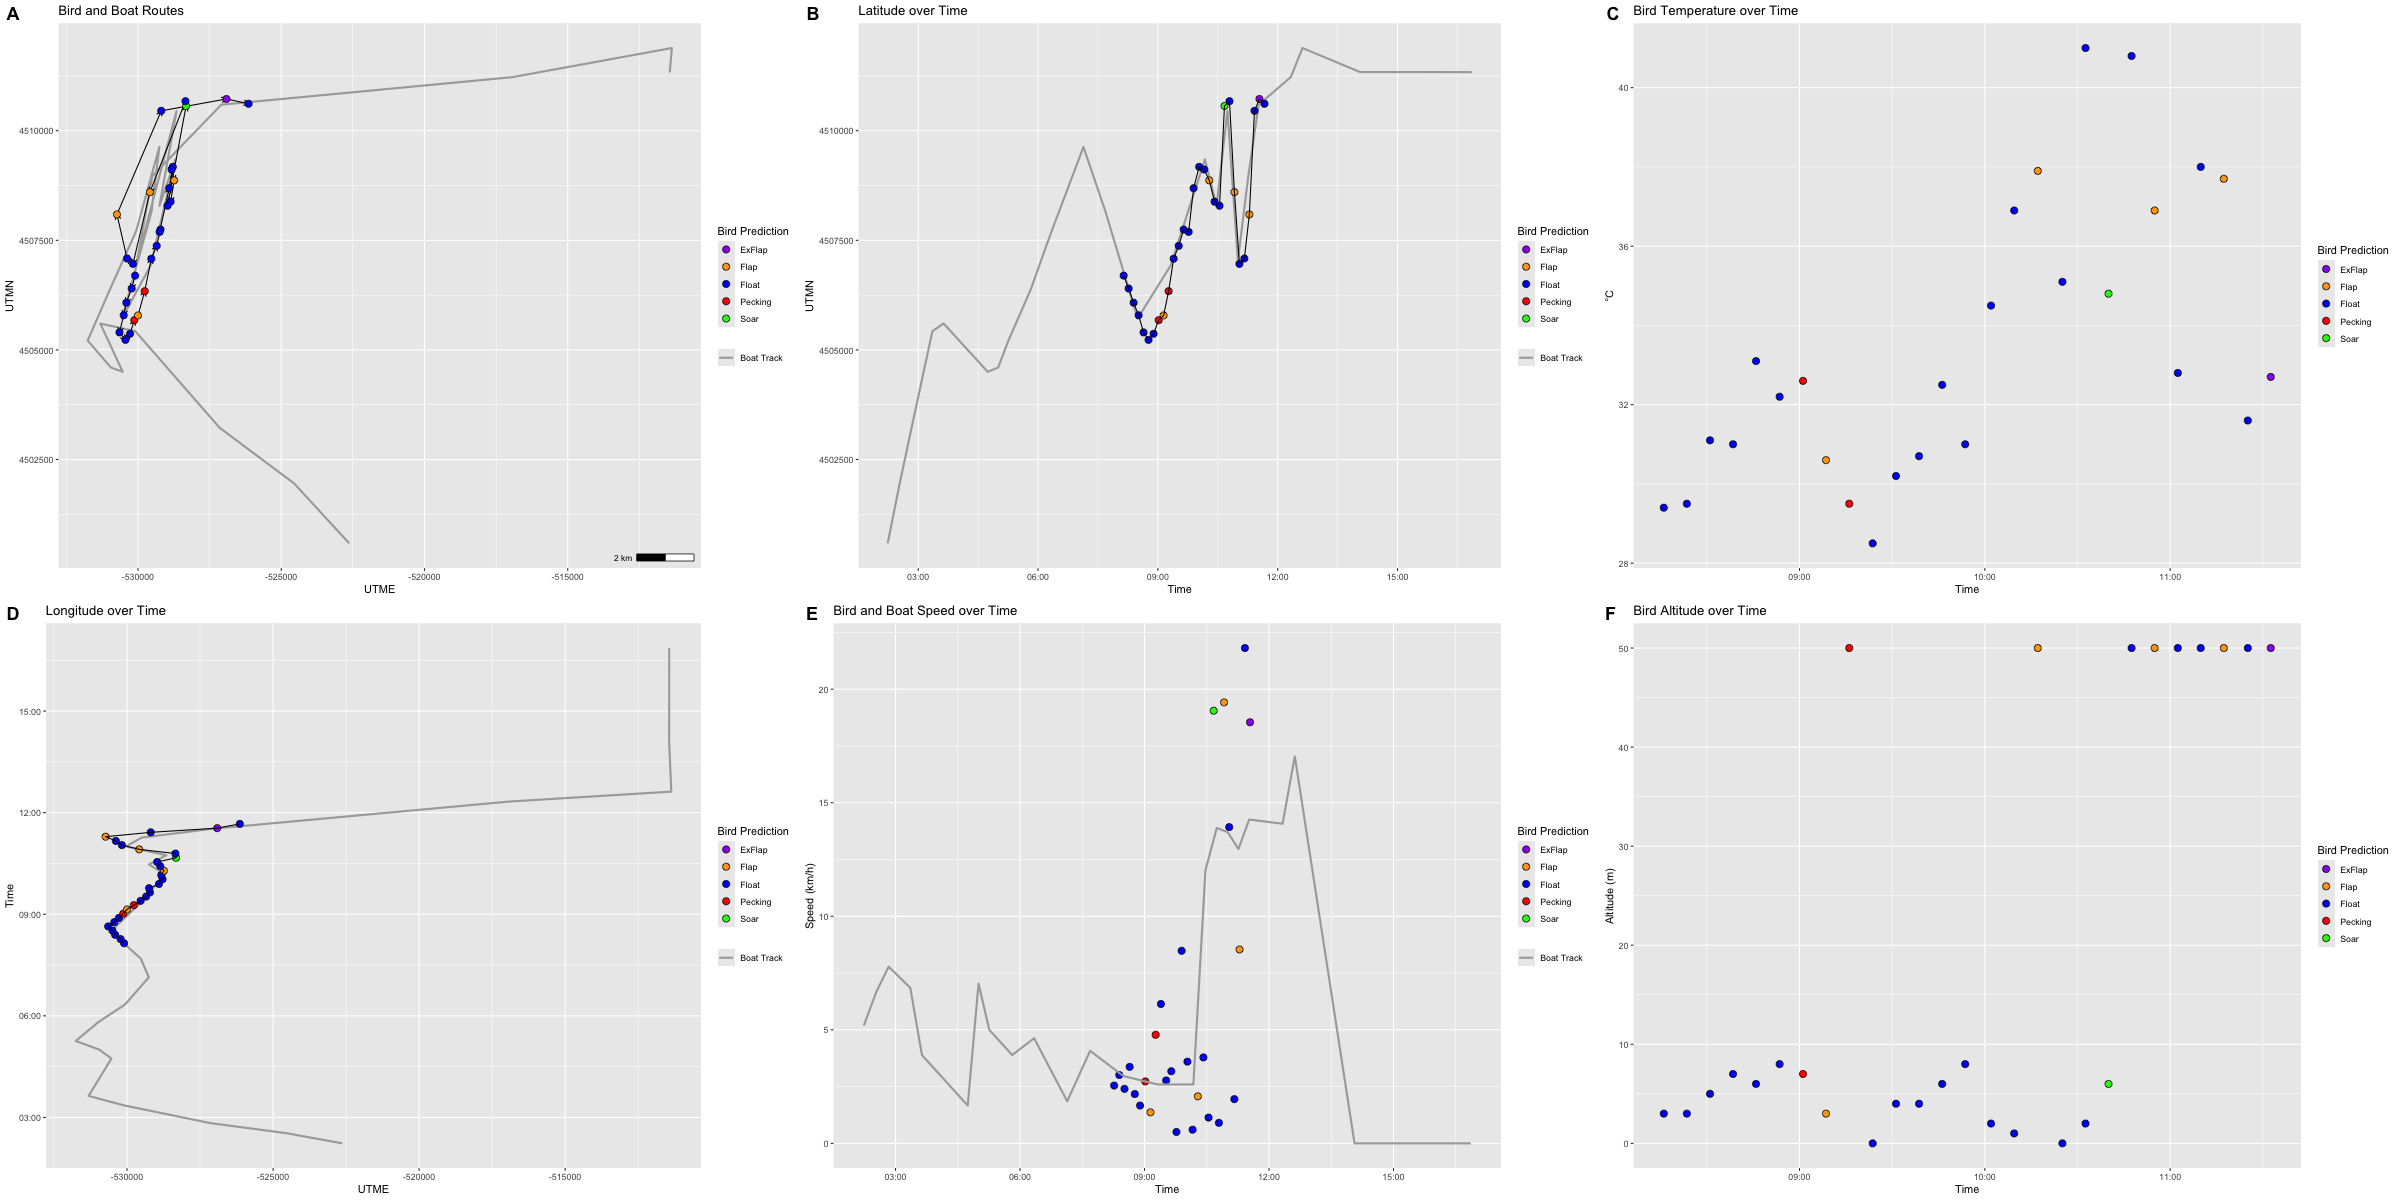 A Bird and Boat Routes
UTMN
4510000
4507500
4505000
4502500
-530000 -525000 -520000 -515000
UTME
2 km
Bird Prediction
ExFlap
Flap
Float
Pecking
Soar
Boat Track
B Latitude over Time
UTMN
4510000
4507500
4505000
4502500
03:00 06:00 09:00 12:00 15:00
Time
Bird Prediction
ExFlap
Flap
Float
Pecking
Soar
Boat Track
C Bird Temperature over Time
°C
40
36
32
28
09:00 10:00 11:00
Time
Bird Prediction
ExFlap
Flap
Float
Pecking
Soar
D Longitude over Time
Time
15:00
12:00
09:00
06:00
03:00
-530000 -525000 -520000 -515000
UTME
Bird Prediction
ExFlap
Flap
Float
Pecking
Soar
Boat Track
E Bird and Boat Speed over Time
Speed (km/h)
20
15
10
5
0
03:00 06:00 09:00 12:00 15:00
Time
Bird Prediction
ExFlap
Flap
Float
Pecking
Soar
Boat Track
F Bird Altitude over Time
Altitude (m)
50
40
30
20
10
0
09:00 10:00 11:00
Time
Bird Prediction
ExFlap
Flap
Float
Pecking
Soar